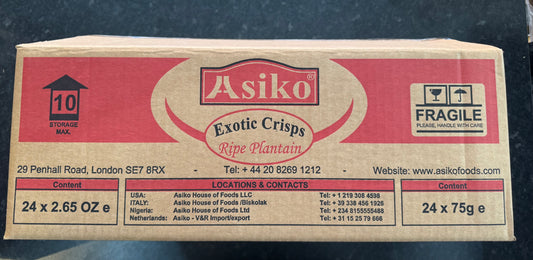 Asiko®
Exotic Crisps
Ripe Plantain
10
STORAGE
MAX.
FRAGILE
PLEASE, HANDLE WITH CARE
29 Penhall Road, London SE7 8RX - Tel: + 44 20 8269 1212 - Website: www.asikofoods.com
Content
24 x 2.65 OZ e
LOCATIONS & CONTACTS
USA: Asiko House of Foods LLC Tel: + 1 219 308 4598
ITALY: Asiko House of Foods /Biskolak Tel: + 39 338 456 1928
Nigeria: Asiko House of Foods Ltd Tel: + 234 8155555488
Netherlands: Asiko - V&R Import/export Tel: + 31 15 25 79 666
Content
24 x 75g e